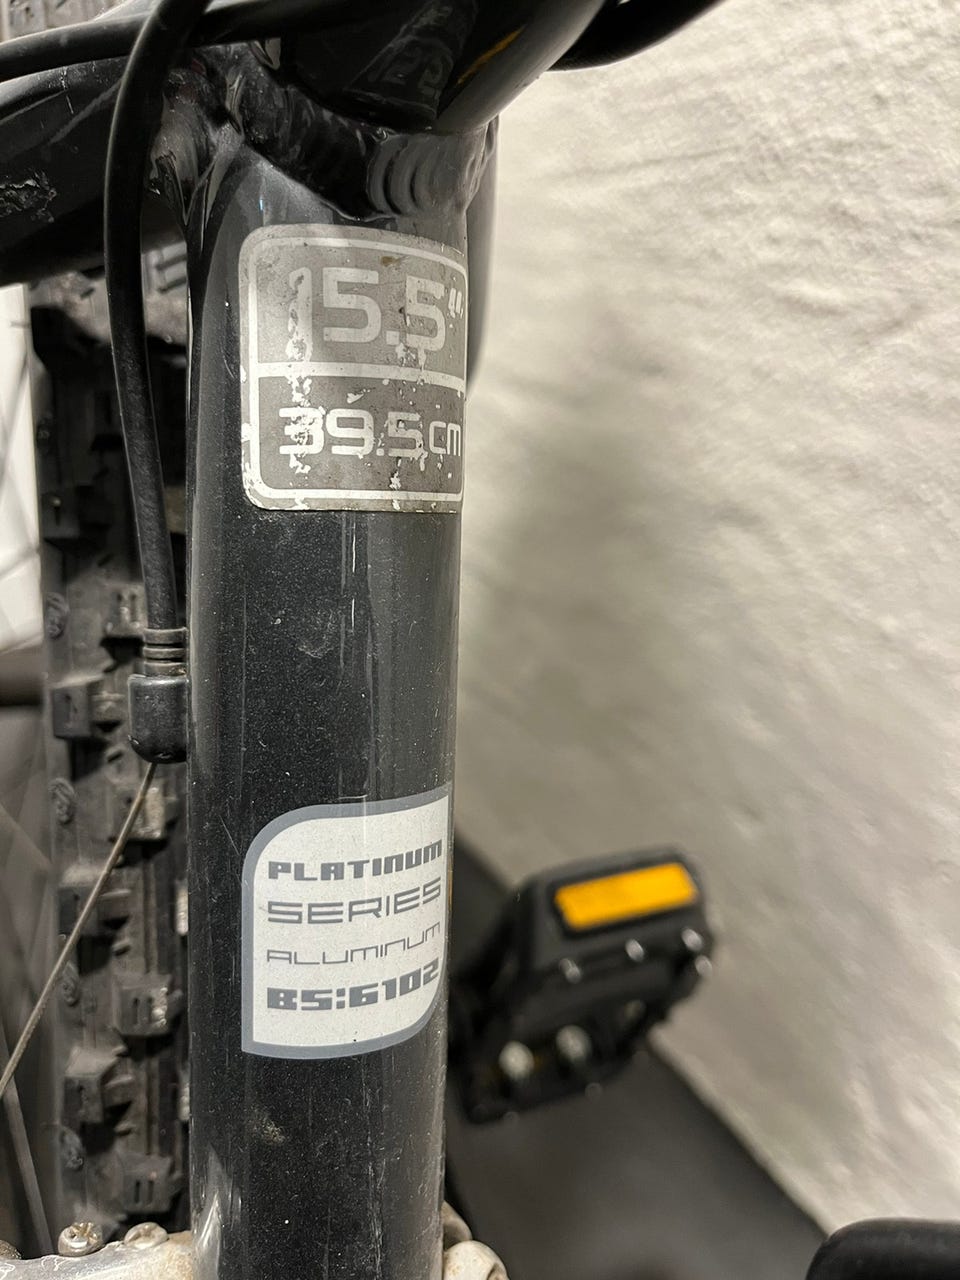 15.5"
39.5cm
PLATINUM
SERIES
ALUMINUM
BS:6102